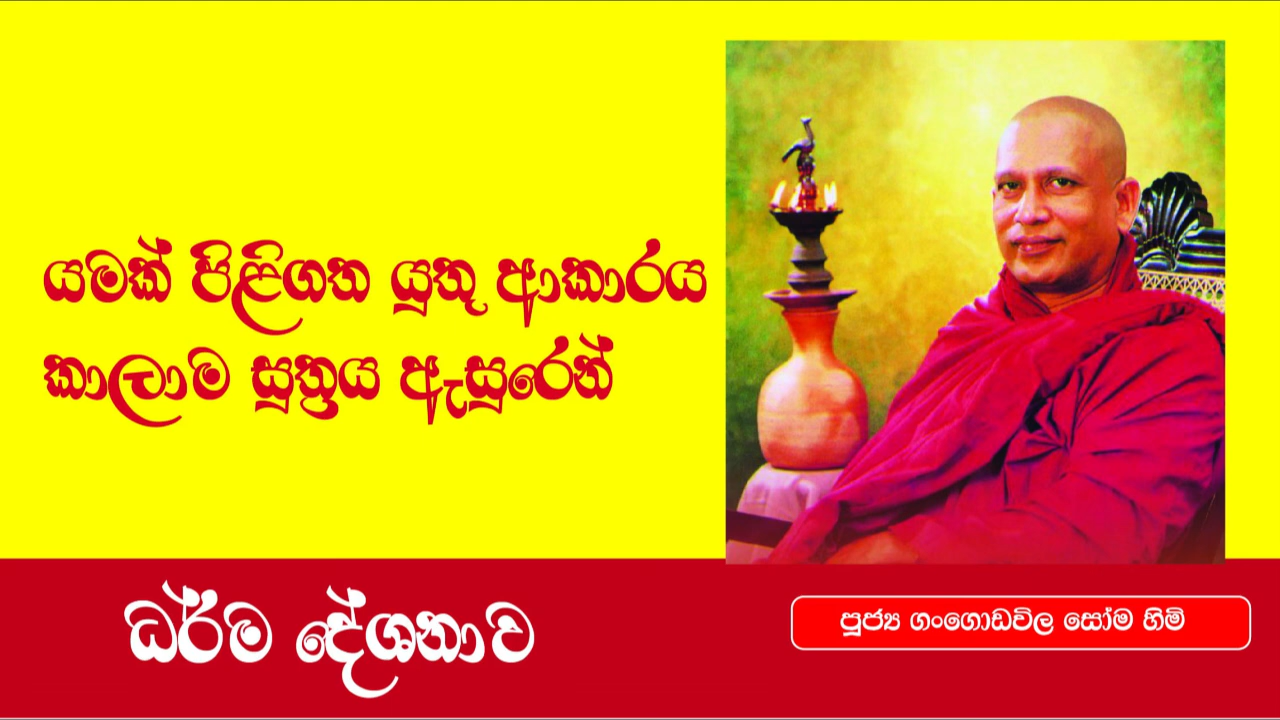 යමක් පිළිගත යුතු ආකාරය
කාලාම සූත්‍රය ඇසුරෙන්
ධර්ම දේශනාව
පූජ්‍ය ගංගොඩවිල සෝම හිමි